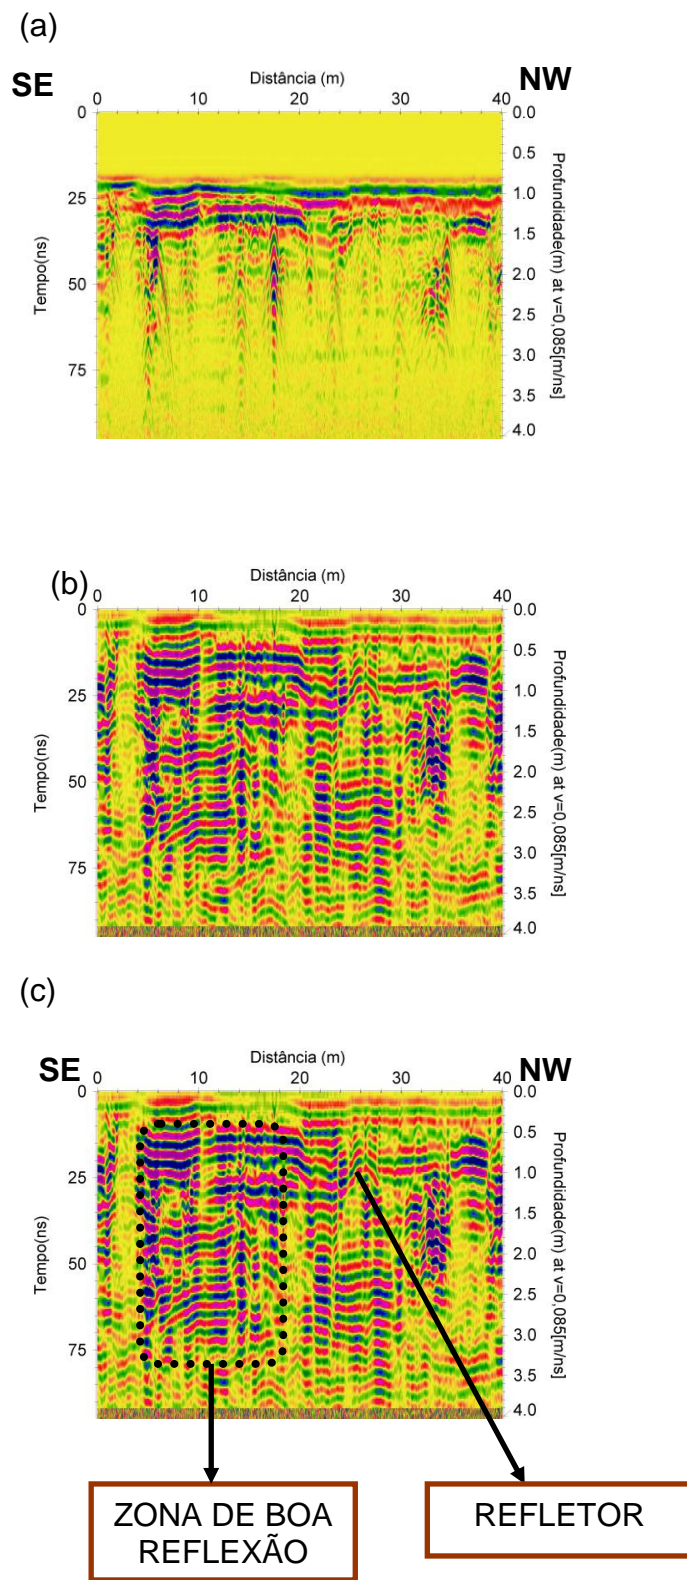 (a)
SE
Distância (m)
NW
0 10 20 30 40
Tempo(ns)
0
25
50
75
0.0
0.5
1.0
1.5
2.0
2.5
3.0
3.5
4.0
Profundidade(m) at v=0,085[m/ns]
(b)
Distância (m)
0 10 20 30 40
Tempo(ns)
0
25
50
75
0.0
0.5
1.0
1.5
2.0
2.5
3.0
3.5
4.0
Profundidade(m) at v=0,085[m/ns]
(c)
SE
Distância (m)
NW
0 10 20 30 40
Tempo(ns)
0
25
50
75
0.0
0.5
1.0
1.5
2.0
2.5
3.0
3.5
4.0
Profundidade(m) at v=0,085[m/ns]
ZONA DE BOA
REFLEXÃO
REFLETOR